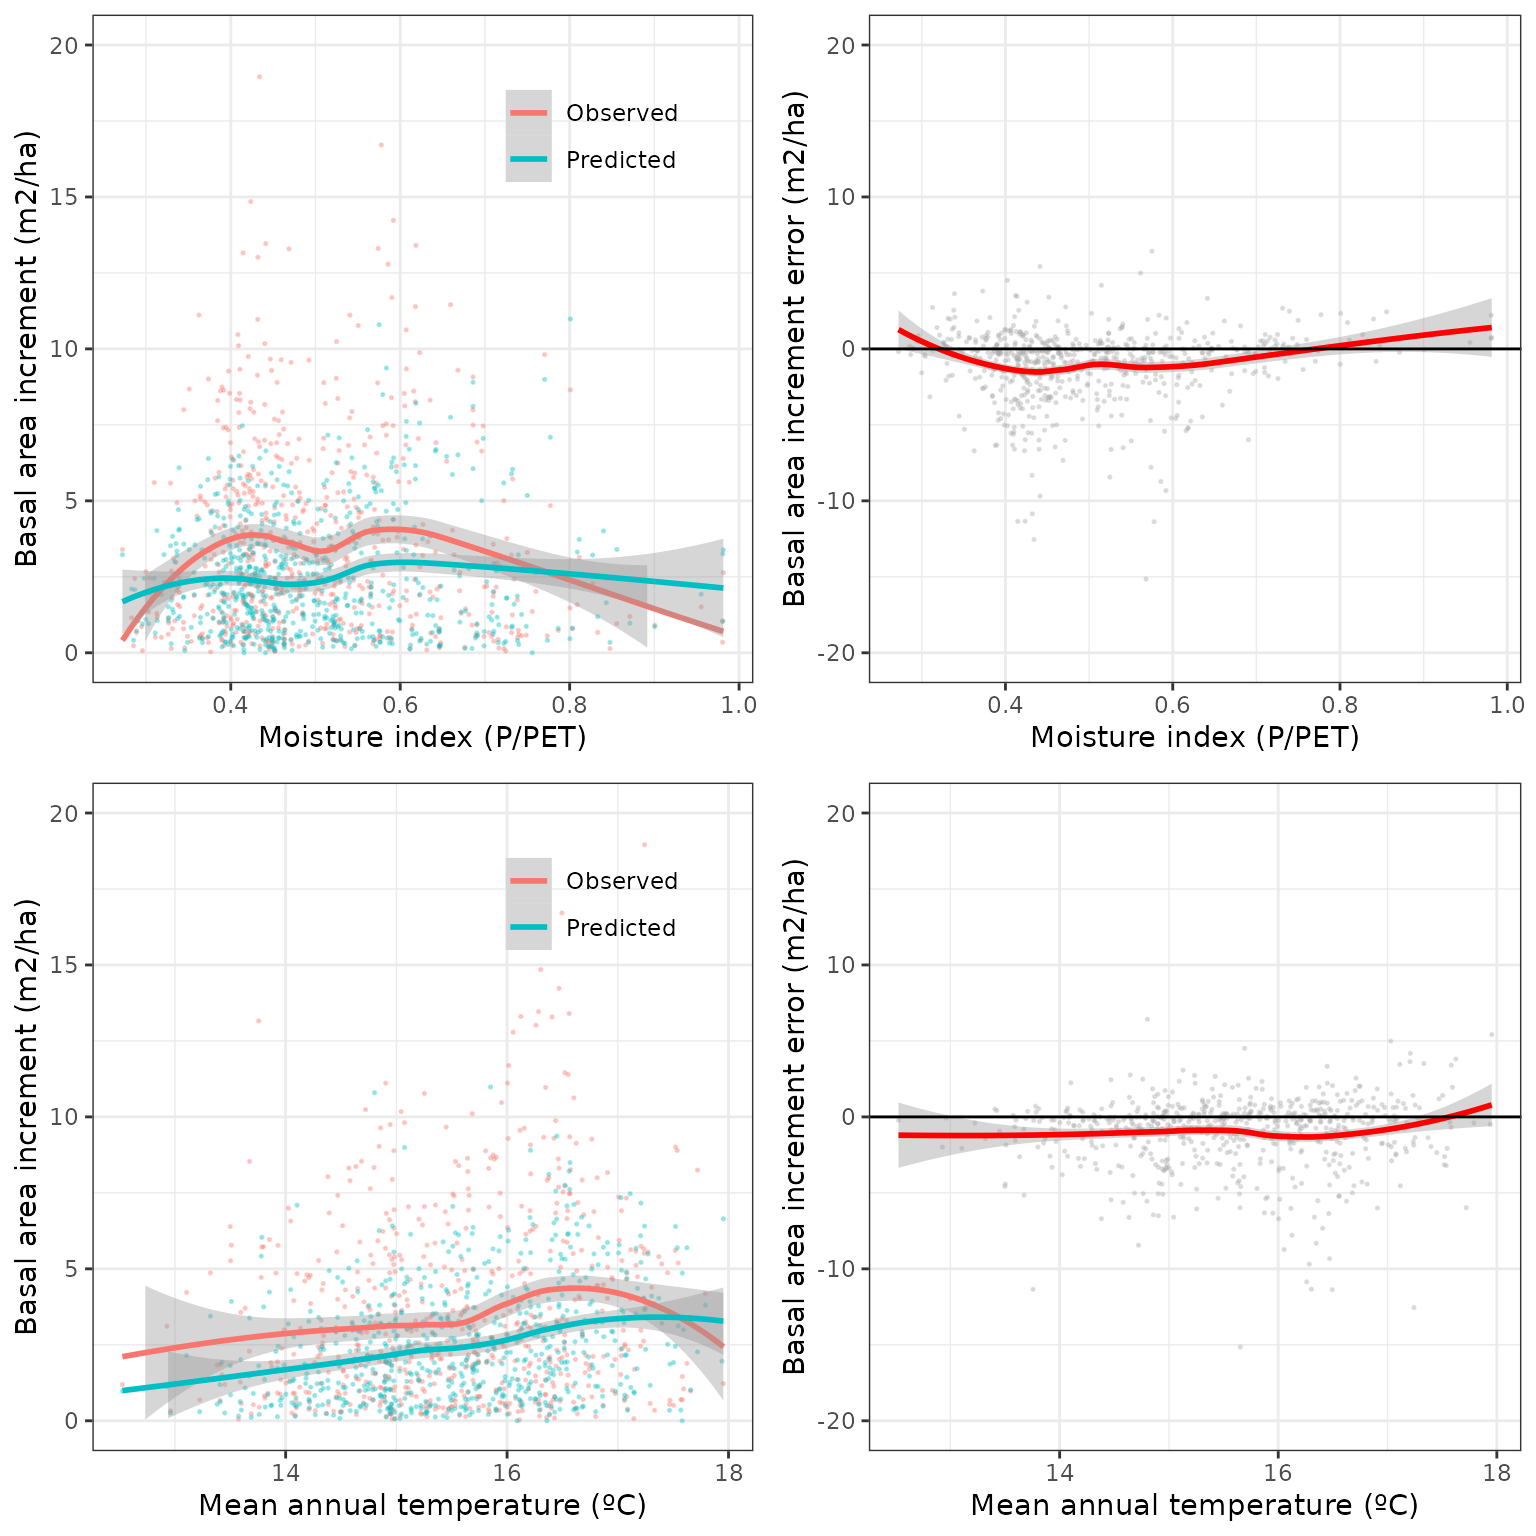 Basal area increment (m2/ha)
20
15
10
5
0
Observed
Predicted
0.4 0.6 0.8 1.0
Moisture index (P/PET)
Basal area increment error (m2/ha)
20
10
0
-10
-20
0.4 0.6 0.8 1.0
Moisture index (P/PET)
Basal area increment (m2/ha)
20
15
10
5
0
Observed
Predicted
14 16 18
Mean annual temperature (ºC)
Basal area increment error (m2/ha)
20
10
0
-10
-20
14 16 18
Mean annual temperature (ºC)